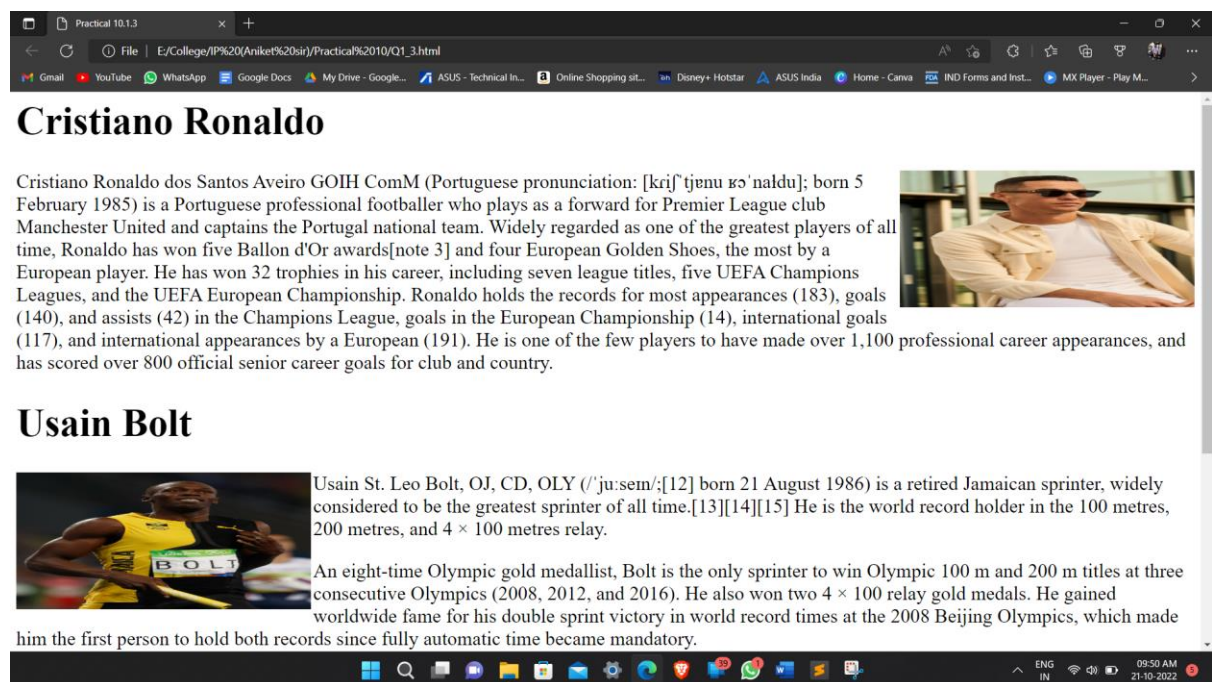 Practical 10.1.3
File | E:/College/IP%20(Aniket%20sir)/Practical%2010/Q1_3.html
Gmail YouTube WhatsApp Google Docs My Drive - Google... ASUS - Technical In... Online Shopping sit... Disney+ Hotstar ASUS India Home - Canva IND Forms and Inst... MX Player - Play M...
Cristiano Ronaldo
Cristiano Ronaldo dos Santos Aveiro GOIH ComM (Portuguese pronunciation: [kɾiʃˈtjɐnu ʁɔˈnaɫdu]; born 5
February 1985) is a Portuguese professional footballer who plays as a forward for Premier League club
Manchester United and captains the Portugal national team. Widely regarded as one of the greatest players of all
time, Ronaldo has won five Ballon d'Or awards[note 3] and four European Golden Shoes, the most by a
European player. He has won 32 trophies in his career, including seven league titles, five UEFA Champions
Leagues, and the UEFA European Championship. Ronaldo holds the records for most appearances (183), goals
(140), and assists (42) in the Champions League, goals in the European Championship (14), international goals
(117), and international appearances by a European (191). He is one of the few players to have made over 1,100 professional career appearances, and
has scored over 800 official senior career goals for club and country.
Usain Bolt
BOLT
Usain St. Leo Bolt, OJ, CD, OLY (/ˈjuːseɪn/;[12] born 21 August 1986) is a retired Jamaican sprinter, widely
considered to be the greatest sprinter of all time.[13][14][15] He is the world record holder in the 100 metres,
200 metres, and 4 × 100 metres relay.
An eight-time Olympic gold medallist, Bolt is the only sprinter to win Olympic 100 m and 200 m titles at three
consecutive Olympics (2008, 2012, and 2016). He also won two 4 × 100 relay gold medals. He gained
worldwide fame for his double sprint victory in world record times at the 2008 Beijing Olympics, which made
him the first person to hold both records since fully automatic time became mandatory.
39
1
ENG
IN
09:50 AM
21-10-2022
6